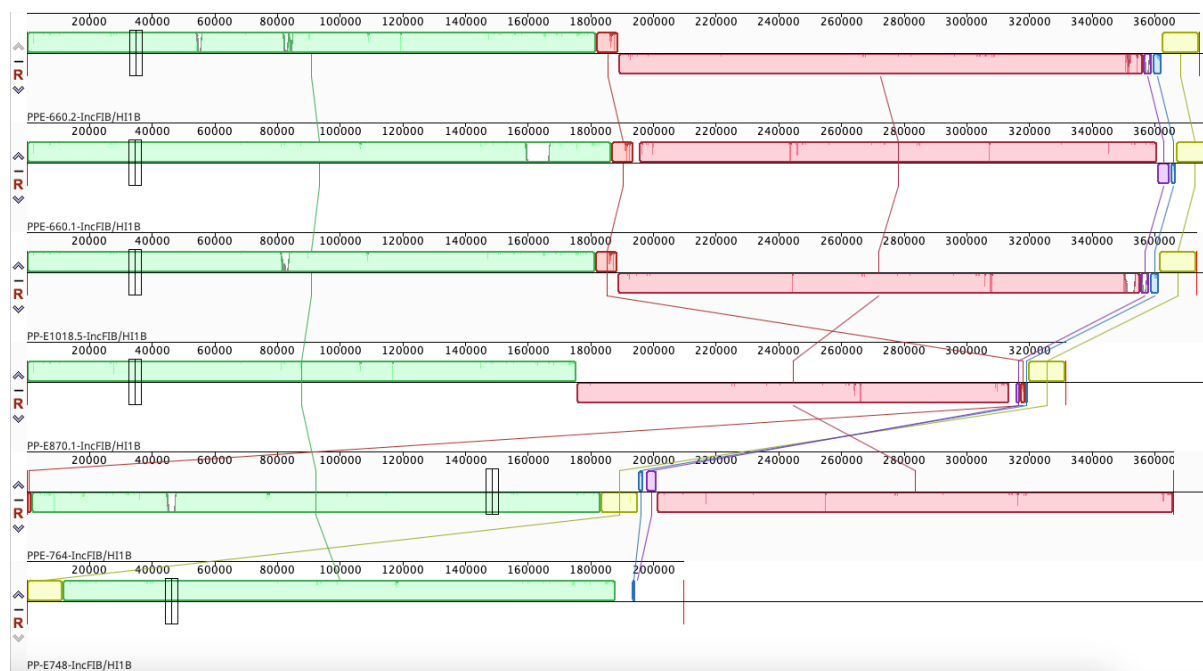 20000 40000 60000 80000 100000 120000 140000 160000 180000 200000 220000 240000 260000 280000 300000 320000 340000 360000
R
PPE-660.2-IncFIB/HI1B
20000 40000 60000 80000 100000 120000 140000 160000 180000 200000 220000 240000 260000 280000 300000 320000 340000 360000
R
PPE-660.1-IncFIB/HI1B
20000 40000 60000 80000 100000 120000 140000 160000 180000 200000 220000 240000 260000 280000 300000 320000 340000 360000
R
PP-E1018.5-IncFIB/HI1B
20000 40000 60000 80000 100000 120000 140000 160000 180000 200000 220000 240000 260000 280000 300000 320000
R
PP-E870.1-IncFIB/HI1B
20000 40000 60000 80000 100000 120000 140000 160000 180000 200000 220000 240000 260000 280000 300000 320000 340000 360000
R
PPE-764-IncFIB/HI1B
20000 40000 60000 80000 100000 120000 140000 160000 180000 200000
R
PP-E748-IncFIB/HI1B